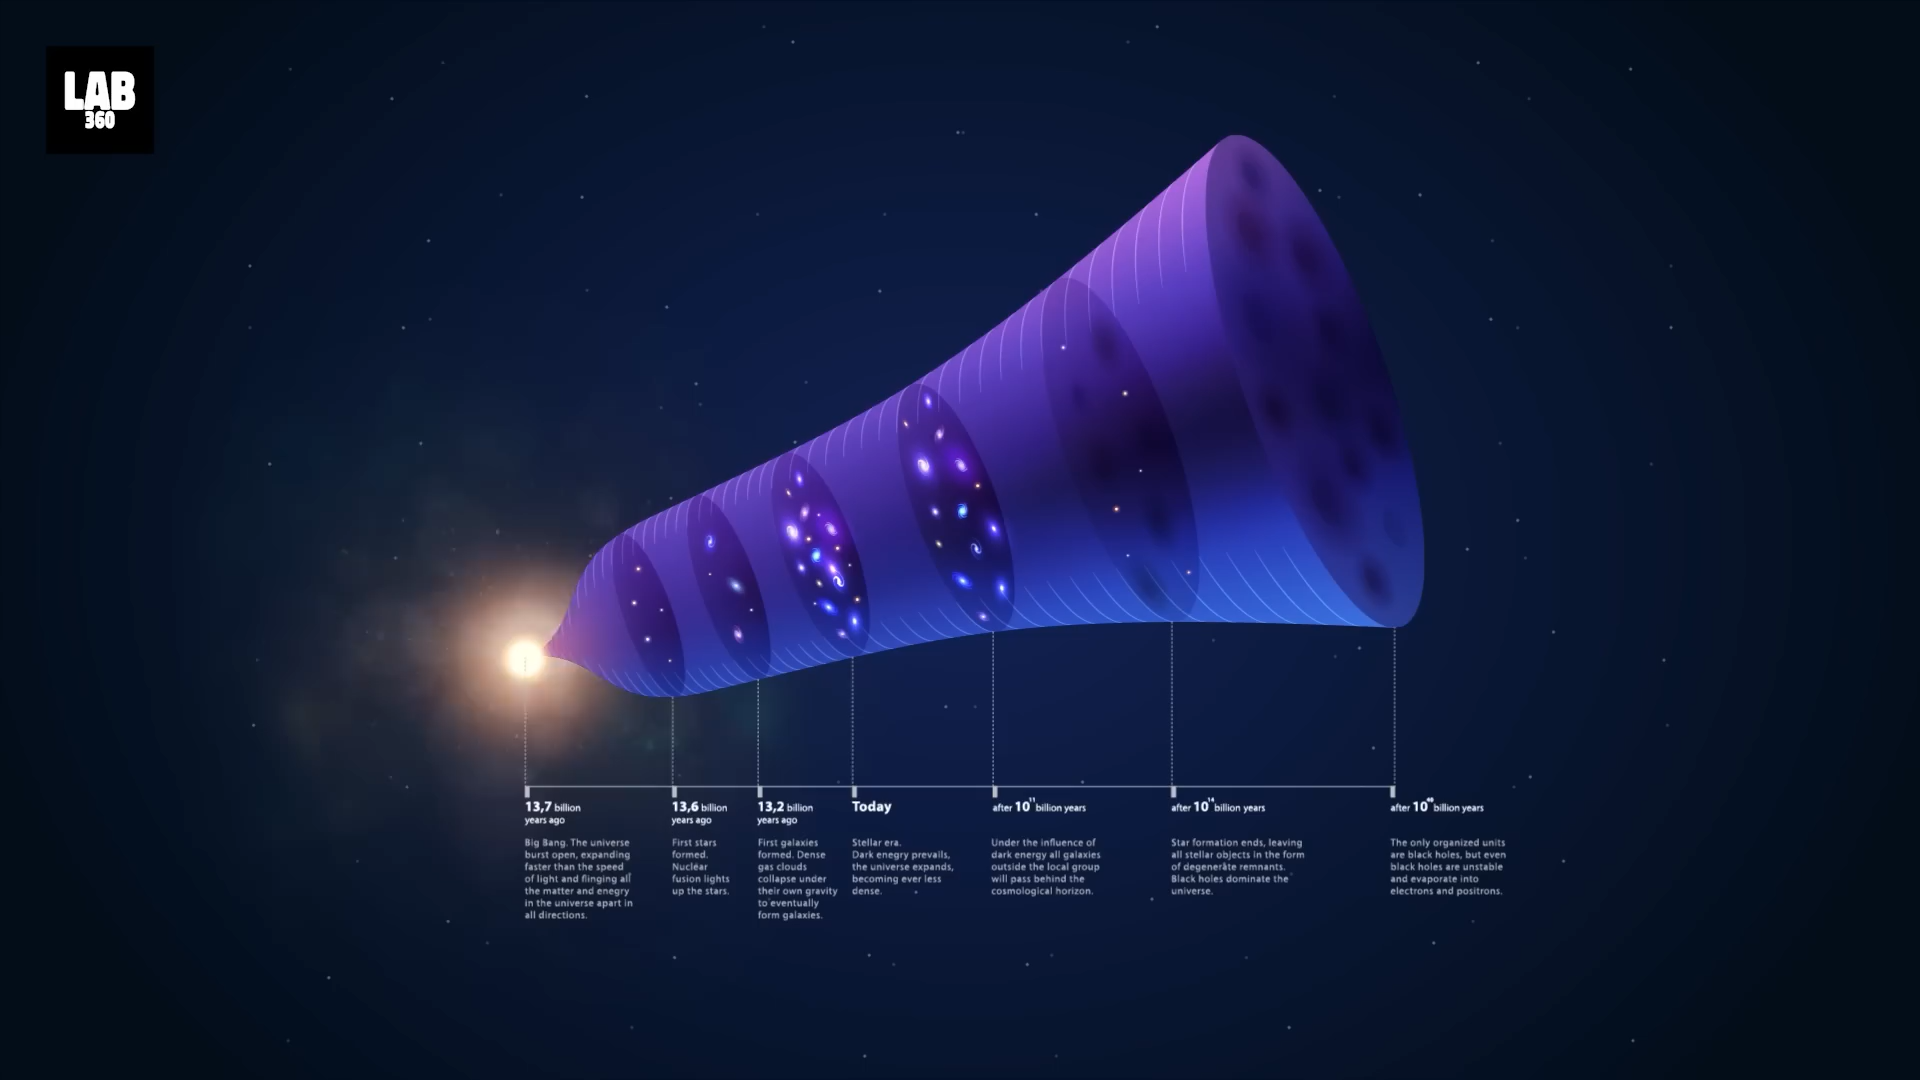 LAB
360
13,7 billion
years ago
Big Bang. The universe
burst open, expanding
faster than the speed
of light and flinging all
the matter and enegry
in the universe apart in
all directions.
13,6 billion
years ago
First stars
formed.
Nuclear
fusion lights
up the stars.
13,2 billion
years ago
First galaxies
formed. Dense
gas clouds
collapse under
their own gravity
to eventually
form galaxies.
Today
Stellar era.
Dark enegry prevails,
the universe expands,
becoming ever less
dense.
after 10¹¹ billion years
Under the influence of
dark energy all galaxies
outside the local group
will pass behind the
cosmological horizon.
after 10¹⁴ billion years
Star formation ends, leaving
all stellar objects in the form
of degenerate remnants.
Black holes dominate the
universe.
after 10⁴⁰ billion years
The only organized units
are black holes, but even
black holes are unstable
and evaporate into
electrons and positrons.